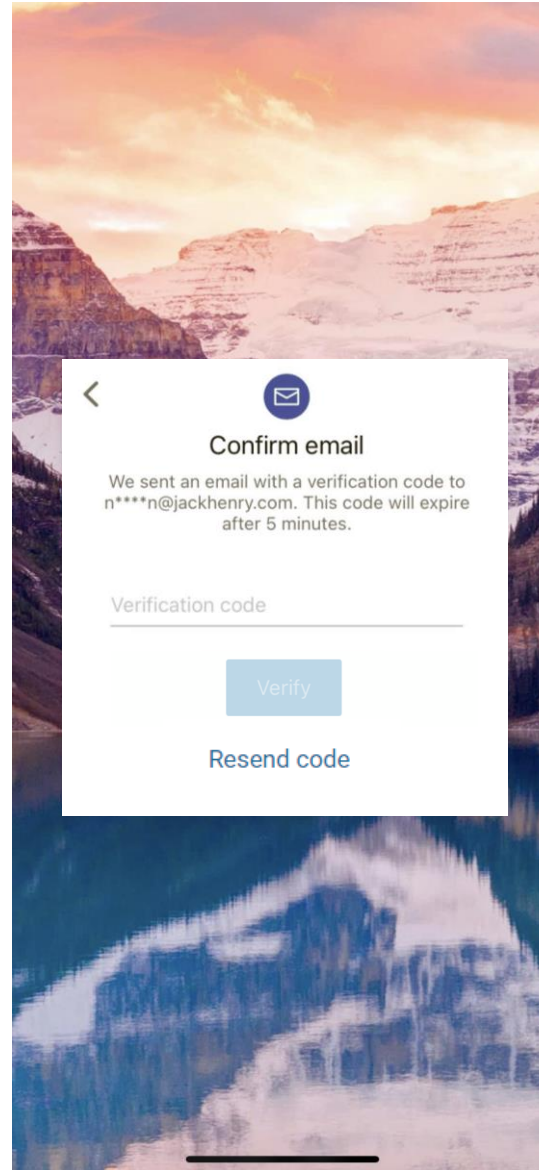 Confirm email
We sent an email with a verification code to
n****n@jackhenry.com. This code will expire
after 5 minutes.
Verification code
Verify
Resend code